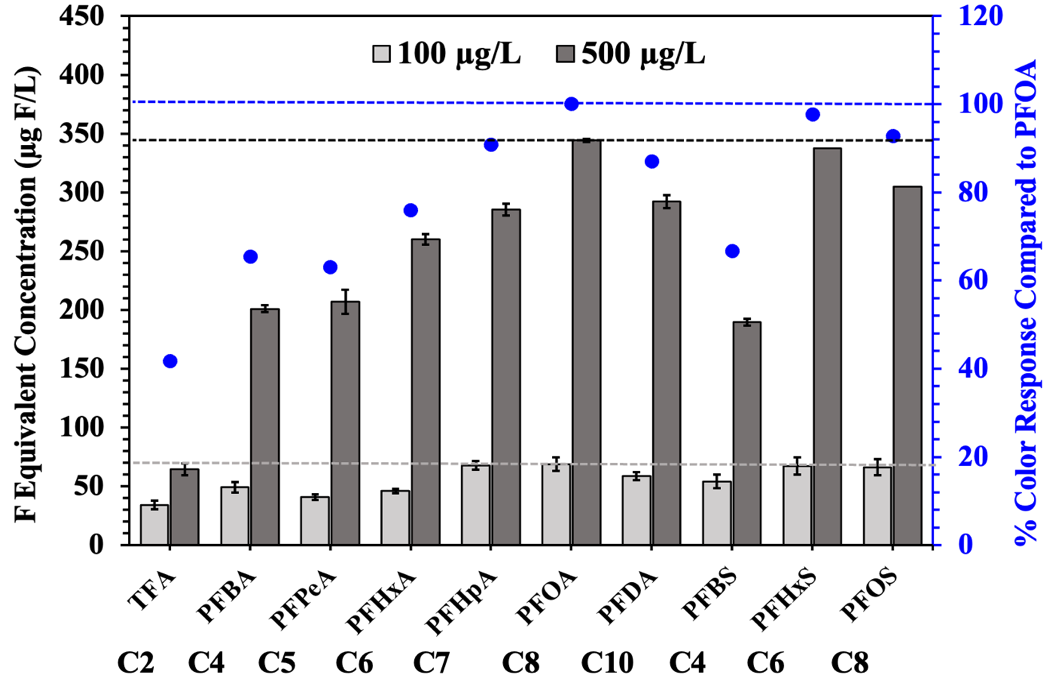 F Equivalent Concentration (µg F/L)
450
400
350
300
250
200
150
100
50
0
100 µg/L
500 µg/L
120
100
80
60
40
20
0
% Color Response Compared to PFOA
TFA
PFBA
PFPeA
PFHxA
PFHpA
PFOA
PFDA
PFBS
PFHxS
PFOS
C2 C4 C5 C6 C7 C8 C10 C4 C6 C8